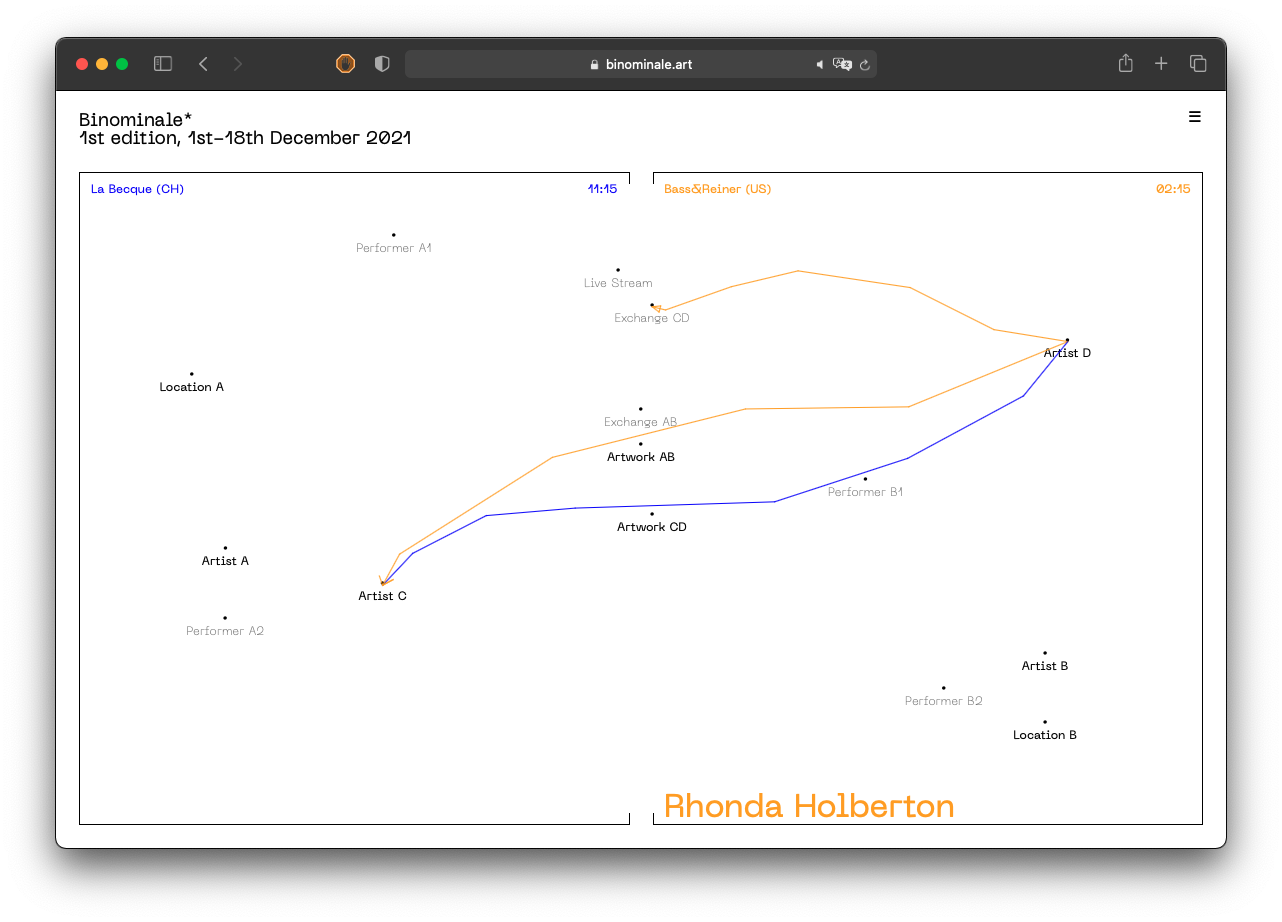 binominale.art
Binominale*
1st edition, 1st–18th December 2021
☰
La Becque (CH)
11:15
Bass&Reiner (US)
02:15
Performer A1
Live Stream
Exchange CD
Artist D
Location A
Exchange AB
Artwork AB
Performer B1
Artwork CD
Artist A
Artist C
Performer A2
Artist B
Performer B2
Location B
Rhonda Holberton